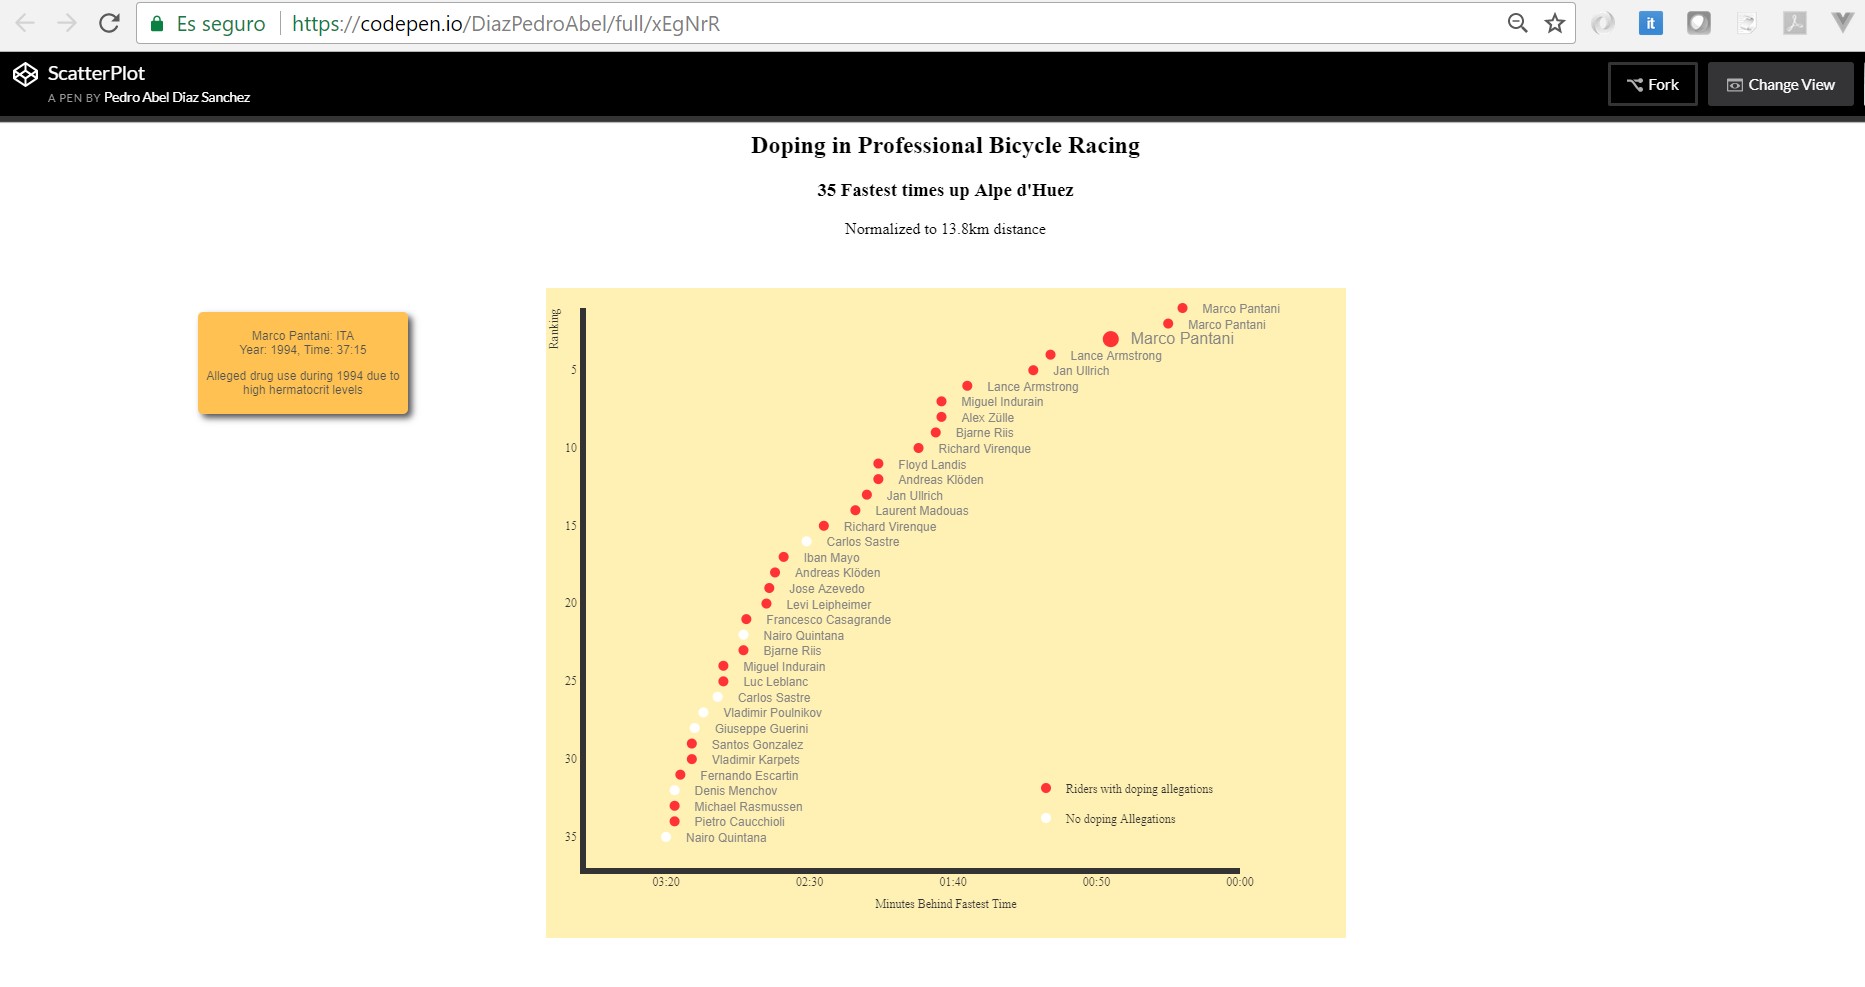 Es seguro https://codepen.io/DiazPedroAbel/full/xEgNrR
it
ScatterPlot
A PEN BY Pedro Abel Diaz Sanchez
Fork
Change View
Doping in Professional Bicycle Racing
35 Fastest times up Alpe d'Huez
Normalized to 13.8km distance
Marco Pantani: ITA
Year: 1994, Time: 37:15
Alleged drug use during 1994 due to
high hermatocrit levels
Ranking
Marco Pantani
Marco Pantani
Marco Pantani
Lance Armstrong
5 Jan Ullrich
Lance Armstrong
Miguel Indurain
Alex Zülle
Bjarne Riis
10 Richard Virenque
Floyd Landis
Andreas Klöden
Jan Ullrich
Laurent Madouas
15 Richard Virenque
Carlos Sastre
Iban Mayo
Andreas Klöden
Jose Azevedo
20 Levi Leipheimer
Francesco Casagrande
Nairo Quintana
Bjarne Riis
Miguel Indurain
25 Luc Leblanc
Carlos Sastre
Vladimir Poulnikov
Giuseppe Guerini
Santos Gonzalez
30 Vladimir Karpets
Fernando Escartin
Denis Menchov
Michael Rasmussen
Pietro Caucchioli
35 Nairo Quintana
Riders with doping allegations
No doping Allegations
03:20 02:30 01:40 00:50 00:00
Minutes Behind Fastest Time